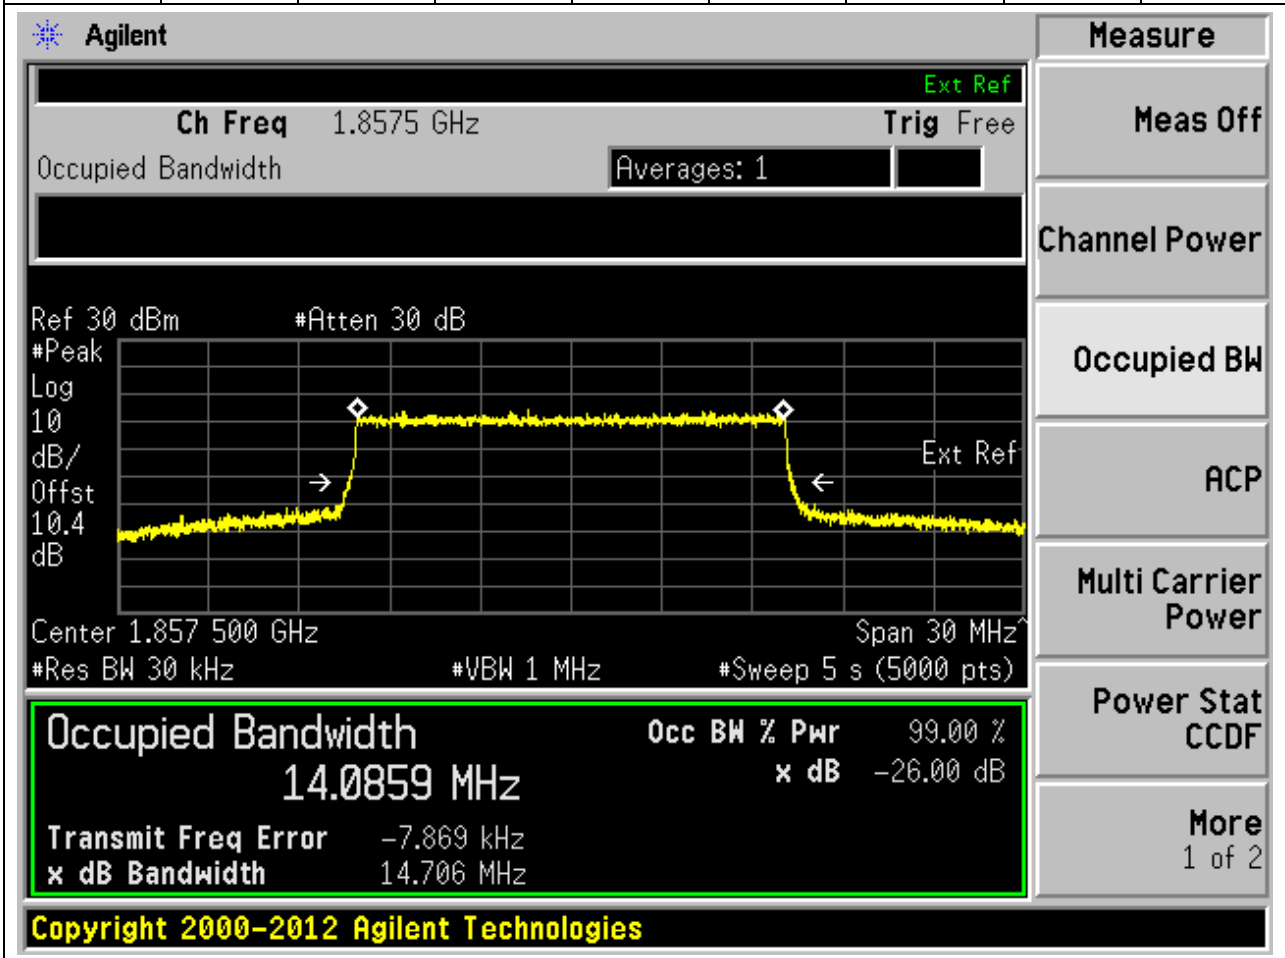 Agilent
Measure
Ext Ref
Ch Freq 1.8575 GHz Trig Free
Meas Off
Occupied Bandwidth Averages: 1
Channel Power
Ref 30 dBm #Atten 30 dB
#Peak
Log
10
dB/
Offst
10.4
dB
Ext Ref
Occupied BW
ACP
Center 1.857 500 GHz Span 30 MHz^
#Res BW 30 kHz #VBW 1 MHz #Sweep 5 s (5000 pts)
Multi Carrier
Power
Occupied Bandwidth Occ BW % Pwr 99.00 %
14.0859 MHz x dB -26.00 dB
Power Stat
CCDF
Transmit Freq Error -7.869 kHz
x dB Bandwidth 14.706 MHz
More
1 of 2
Copyright 2000-2012 Agilent Technologies